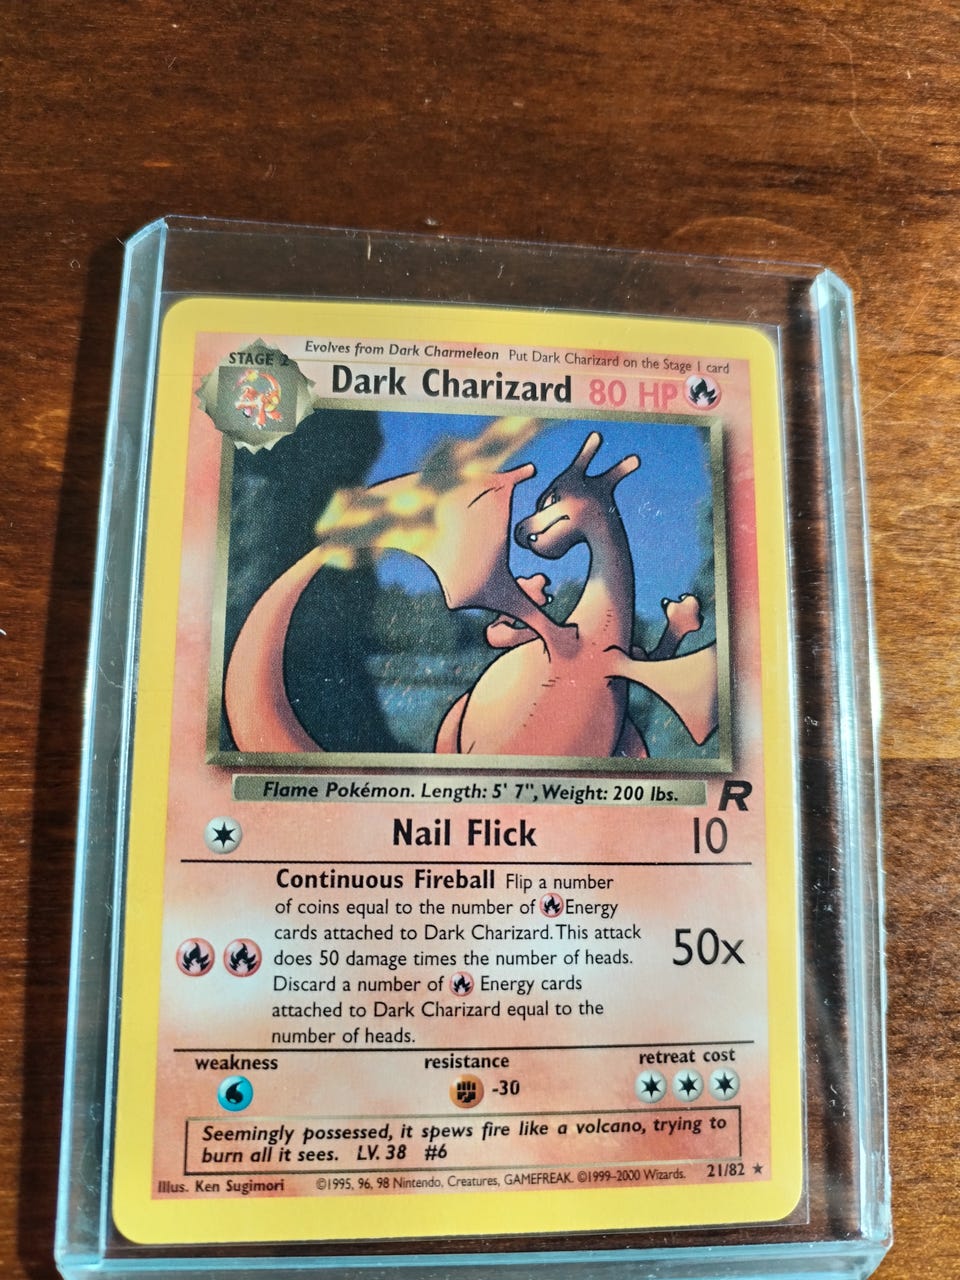 Evolves from Dark Charmeleon Put Dark Charizard on the Stage 1 card
STAGE 2
Dark Charizard 80 HP
Flame Pokémon. Length: 5' 7", Weight: 200 lbs.
R
Nail Flick 10
Continuous Fireball Flip a number
of coins equal to the number of Energy
cards attached to Dark Charizard. This attack
does 50 damage times the number of heads.
50x
Discard a number of Energy cards
attached to Dark Charizard equal to the
number of heads.
weakness resistance retreat cost
-30
Seemingly possessed, it spews fire like a volcano, trying to
burn all it sees. LV. 38 #6
Illus. Ken Sugimori ©1995, 96, 98 Nintendo, Creatures, GAMEFREAK. ©1999-2000 Wizards. 21/82 ★